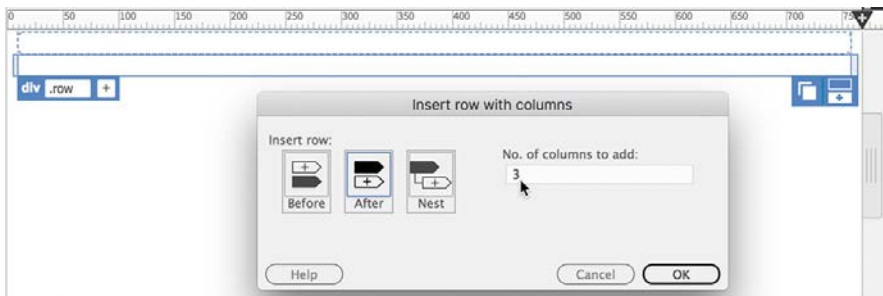 0 50 100 150 200 250 300 350 400 450 500 550 600 650 700
div .row +
Insert row with columns
Insert row:
No. of columns to add:
3
Before After Nest
Help Cancel OK